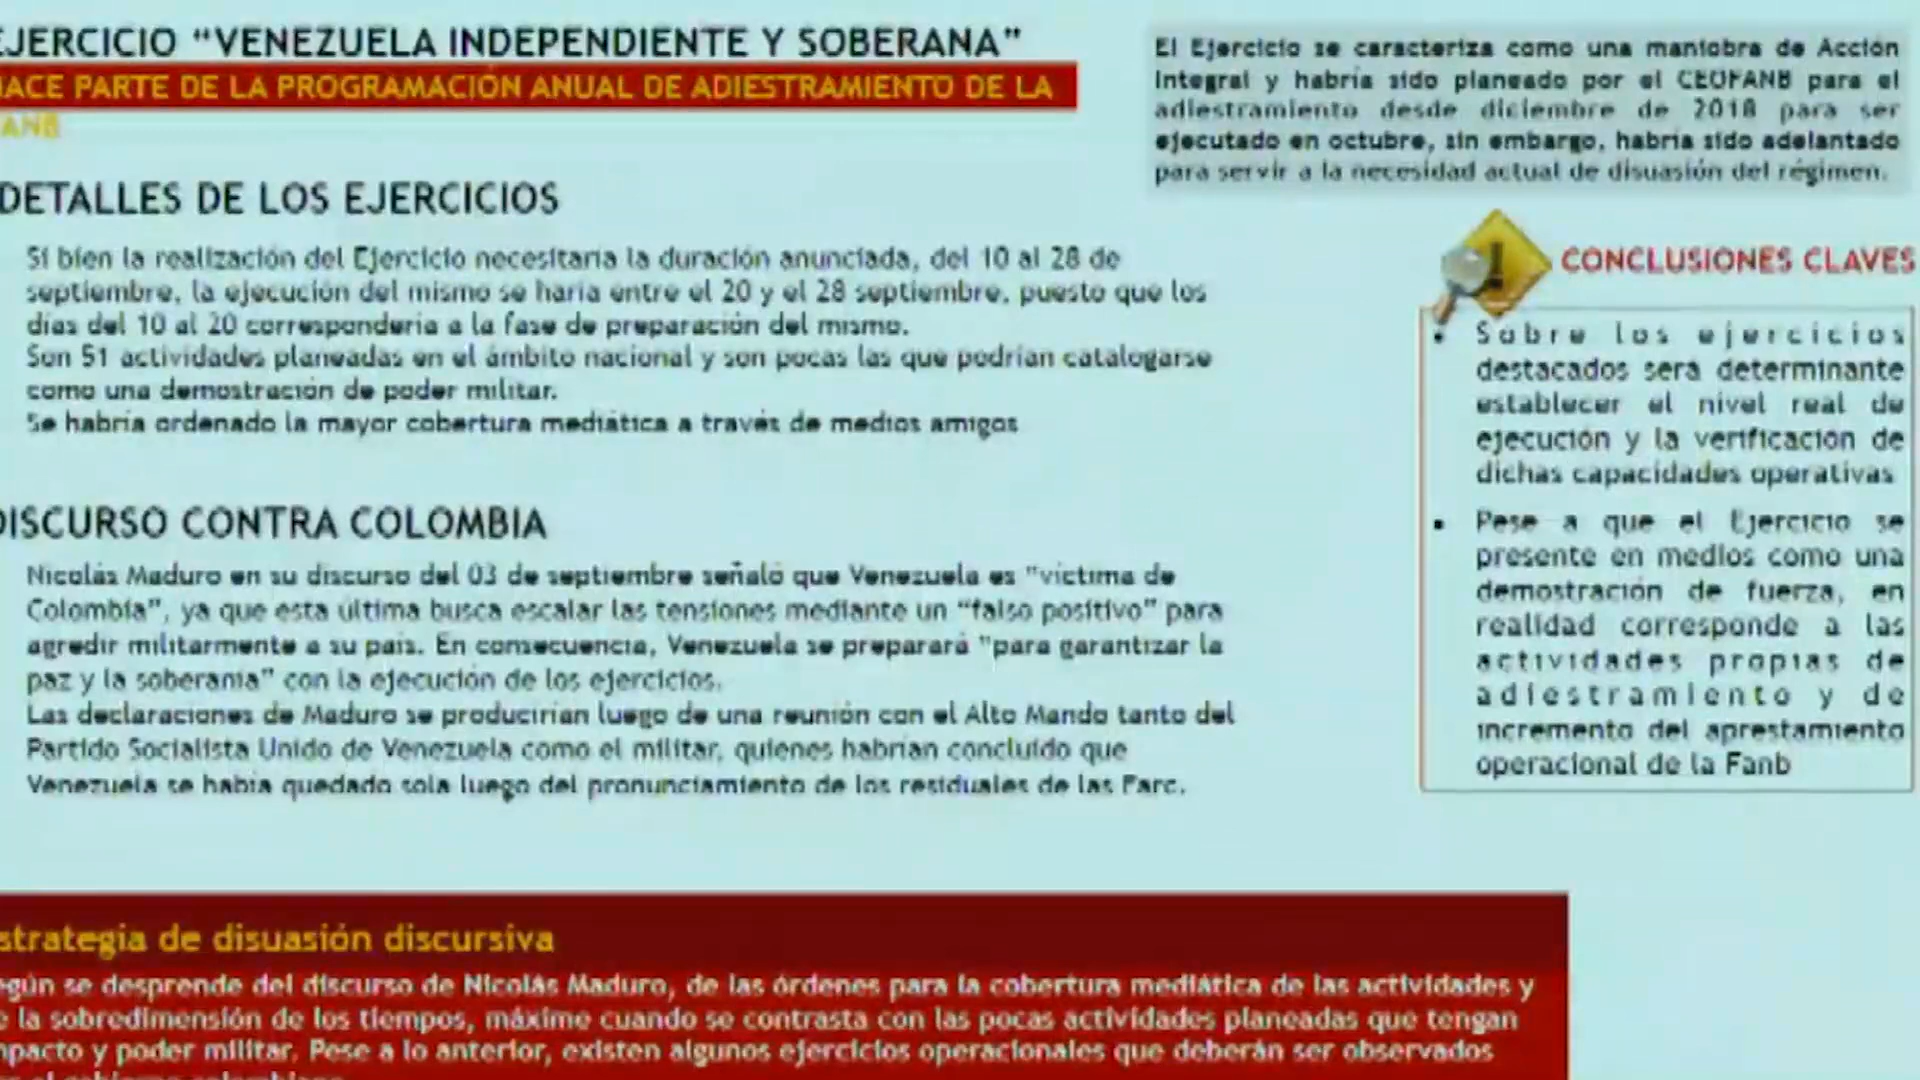 EJERCICIO “VENEZUELA INDEPENDIENTE Y SOBERANA”
HACE PARTE DE LA PROGRAMACIÓN ANUAL DE ADIESTRAMIENTO DE LA
FANB
DETALLES DE LOS EJERCICIOS
Si bien la realización del Ejercicio necesitaría la duración anunciada, del 10 al 28 de
septiembre, la ejecución del mismo se haría entre el 20 y el 28 septiembre, puesto que los
días del 10 al 20 correspondería a la fase de preparación del mismo.
Son 51 actividades planeadas en el ámbito nacional y son pocas las que podrían catalogarse
como una demostración de poder militar.
Se habría ordenado la mayor cobertura mediática a través de medios amigos
DISCURSO CONTRA COLOMBIA
Nicolás Maduro en su discurso del 03 de septiembre señaló que Venezuela es “víctima de
Colombia”, ya que esta última busca escalar las tensiones mediante un “falso positivo” para
agredir militarmente a su país. En consecuencia, Venezuela se preparará “para garantizar la
paz y la soberanía” con la ejecución de los ejercicios.
Las declaraciones de Maduro se producirían luego de una reunión con el Alto Mando tanto del
Partido Socialista Unido de Venezuela como el militar, quienes habrían concluido que
Venezuela se había quedado sola luego del pronunciamiento de los residuales de las Farc.
El Ejercicio se caracteriza como una maniobra de Acción
Integral y habría sido planeado por el CEOFANB para el
adiestramiento desde diciembre de 2018 para ser
ejecutado en octubre, sin embargo, habría sido adelantado
para servir a la necesidad actual de disuasión del régimen.
CONCLUSIONES CLAVES
• Sobre los ejercicios
destacados será determinante
establecer el nivel real de
ejecución y la verificación de
dichas capacidades operativas
• Pese a que el Ejercicio se
presente en medios como una
demostración de fuerza, en
realidad corresponde a las
actividades propias de
adiestramiento y de
incremento del aprestamiento
operacional de la Fanb
strategia de disuasión discursiva
egún se desprende del discurso de Nicolás Maduro, de las órdenes para la cobertura mediática de las actividades y
e la sobredimensión de los tiempos, máxime cuando se contrasta con las pocas actividades planeadas que tengan
mpacto y poder militar. Pese a lo anterior, existen algunos ejercicios operacionales que deberán ser observados